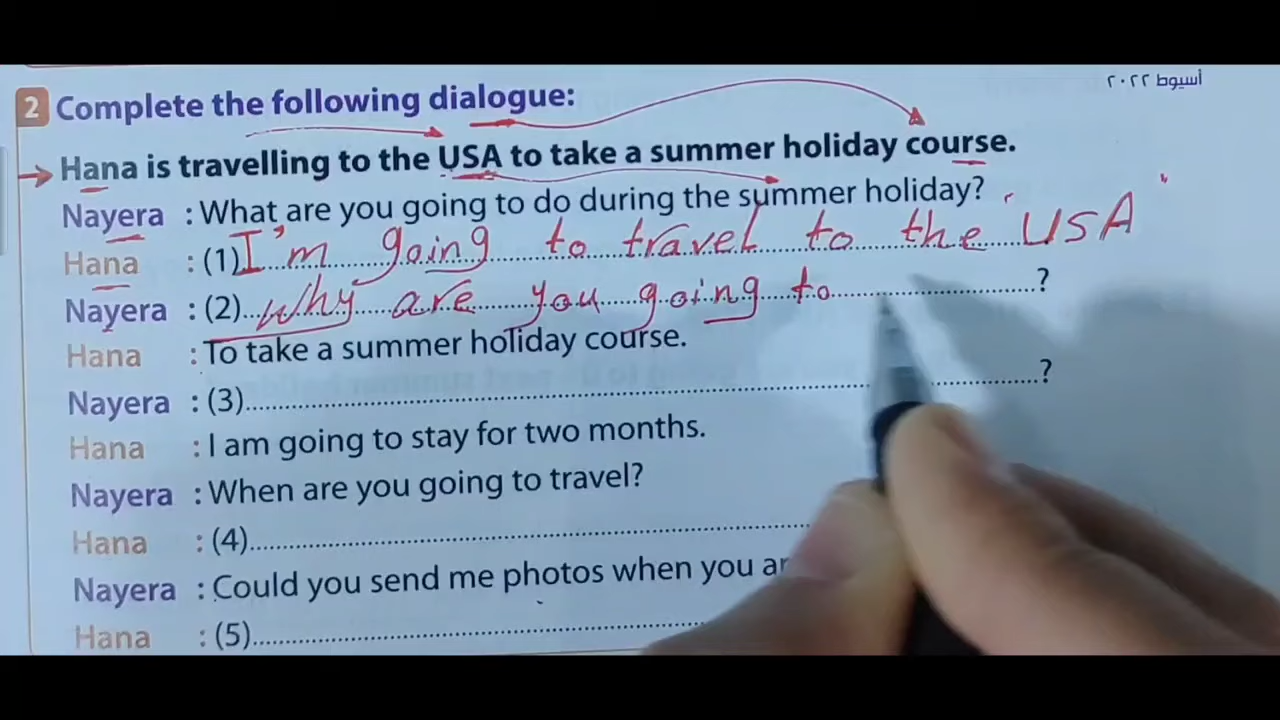 أسيوط ٢٠٢٢
2 Complete the following dialogue:
Hana is travelling to the USA to take a summer holiday course.
Nayera : What are you going to do during the summer holiday?
Hana : (1) I'm going to travel to the USA
Nayera : (2) Why are you going to ?
Hana : To take a summer holiday course.
Nayera : (3) ?
Hana : I am going to stay for two months.
Nayera : When are you going to travel?
Hana : (4)
Nayera : Could you send me photos when you
Hana : (5)